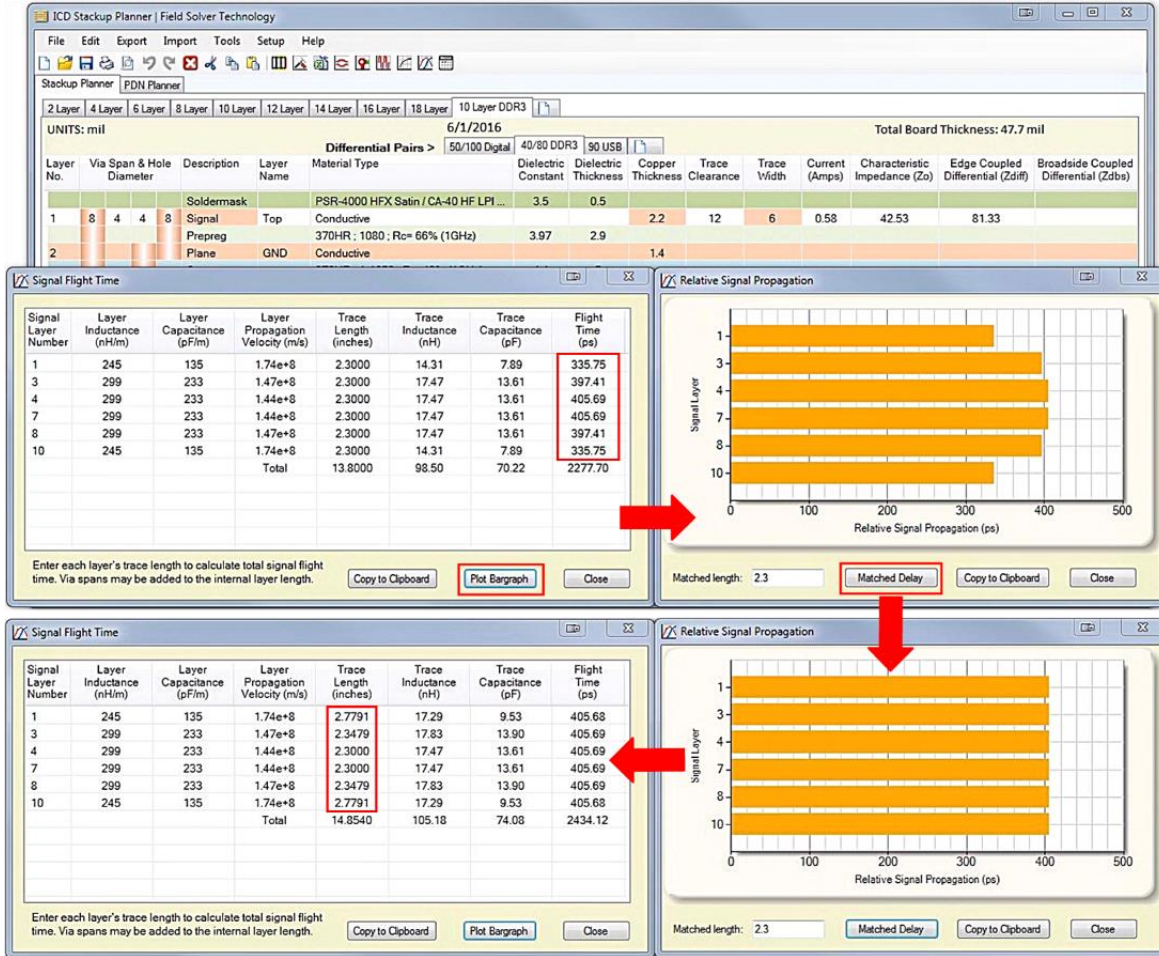 ICD Stackup Planner | Field Solver Technology
File Edit Export Import Tools Setup Help
Stackup Planner PDN Planner
2 Layer 4 Layer 6 Layer 8 Layer 10 Layer 12 Layer 14 Layer 16 Layer 18 Layer 10 Layer DDR3
UNITS: mil 6/1/2016 Total Board Thickness: 47.7 mil
Differential Pairs > 50/100 Digital 40/80 DDR3 90 USB
Layer Via Span & Hole Description Layer Material Type Dielectric Dielectric Copper Trace Trace Current Characteristic Edge Coupled Broadside Coupled
No. Diameter Name Constant Thickness Thickness Clearance Width (Amps) Impedance (Zo) Differential (Zdiff) Differential (Zdbs)
Soldermask PSR-4000 HFX Satin / CA-40 HF LPI ... 3.5 0.5
1 8 4 4 8 Signal Top Conductive 2.2 12 6 0.58 42.53 81.33
Prepreg 370HR ; 1080 ; Rc= 66% (1GHz) 3.97 2.9
2 Plane GND Conductive 1.4
Signal Flight Time
Signal Layer Layer Layer Trace Trace Trace Flight
Layer Inductance Capacitance Propagation Length Inductance Capacitance Time
Number (nH/m) (pF/m) Velocity (m/s) (inches) (nH) (pF) (ps)
1 245 135 1.74e+8 2.3000 14.31 7.89 335.75
3 299 233 1.47e+8 2.3000 17.47 13.61 397.41
4 299 233 1.44e+8 2.3000 17.47 13.61 405.69
7 299 233 1.44e+8 2.3000 17.47 13.61 405.69
8 299 233 1.47e+8 2.3000 17.47 13.61 397.41
10 245 135 1.74e+8 2.3000 14.31 7.89 335.75
Total 13.8000 98.50 70.22 2277.70
Enter each layer's trace length to calculate total signal flight
time. Via spans may be added to the internal layer length.
Copy to Clipboard Plot Bargraph Close
Relative Signal Propagation
Signal Layer
1
3
4
7
8
10
0 100 200 300 400 500
Relative Signal Propagation (ps)
Matched length: 2.3 Matched Delay Copy to Clipboard Close
Signal Flight Time
Signal Layer Layer Layer Trace Trace Trace Flight
Layer Inductance Capacitance Propagation Length Inductance Capacitance Time
Number (nH/m) (pF/m) Velocity (m/s) (inches) (nH) (pF) (ps)
1 245 135 1.74e+8 2.7791 17.29 9.53 405.68
3 299 233 1.47e+8 2.3479 17.83 13.90 405.69
4 299 233 1.44e+8 2.3000 17.47 13.61 405.69
7 299 233 1.44e+8 2.3000 17.47 13.61 405.69
8 299 233 1.47e+8 2.3479 17.83 13.90 405.69
10 245 135 1.74e+8 2.7791 17.29 9.53 405.68
Total 14.8540 105.18 74.08 2434.12
Enter each layer's trace length to calculate total signal flight
time. Via spans may be added to the internal layer length.
Copy to Clipboard Plot Bargraph Close
Relative Signal Propagation
Signal Layer
1
3
4
7
8
10
0 100 200 300 400 500
Relative Signal Propagation (ps)
Matched length: 2.3 Matched Delay Copy to Clipboard Close